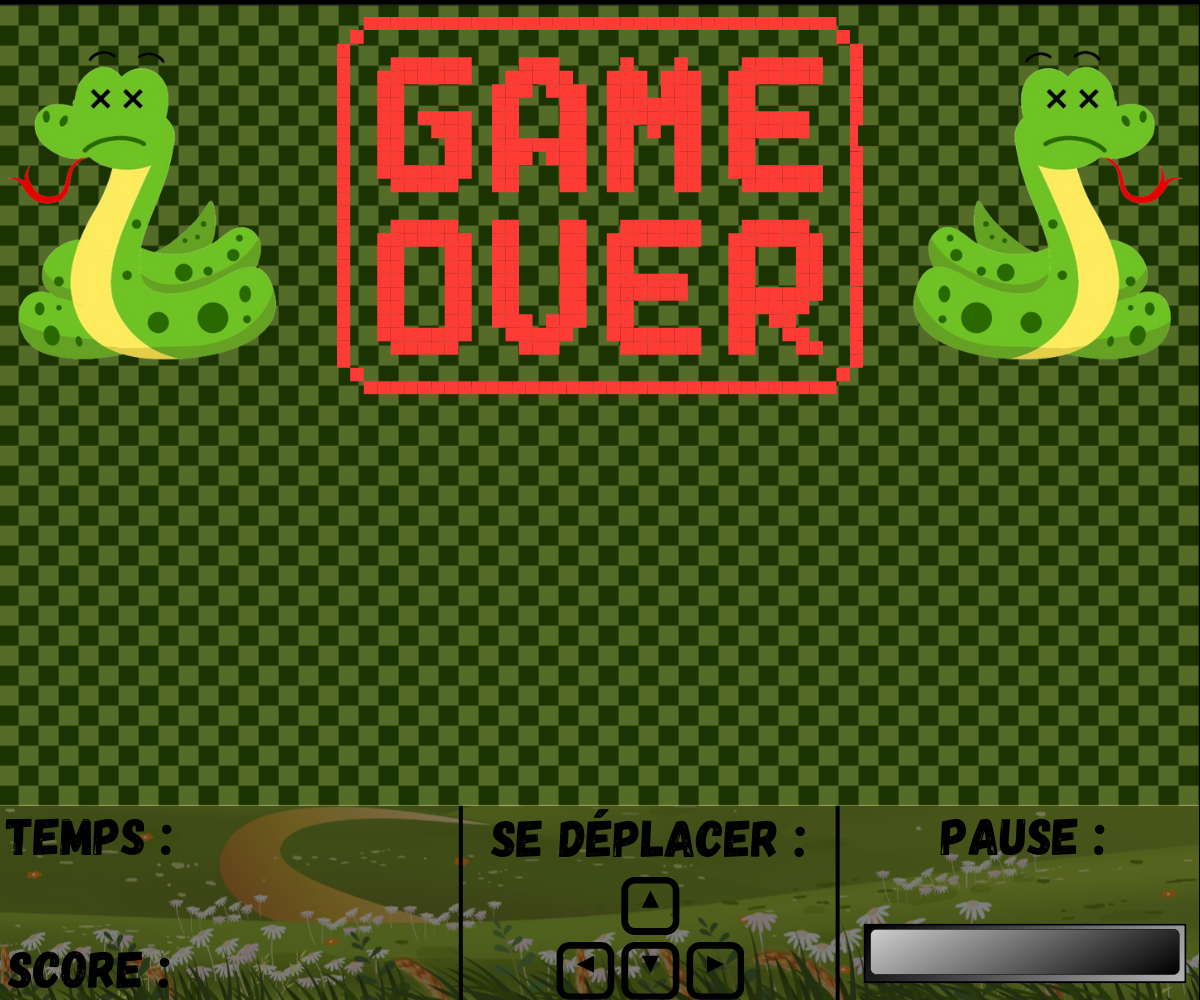 GAME
OVER
TEMPS :
SE DÉPLACER :
PAUSE :
SCORE :